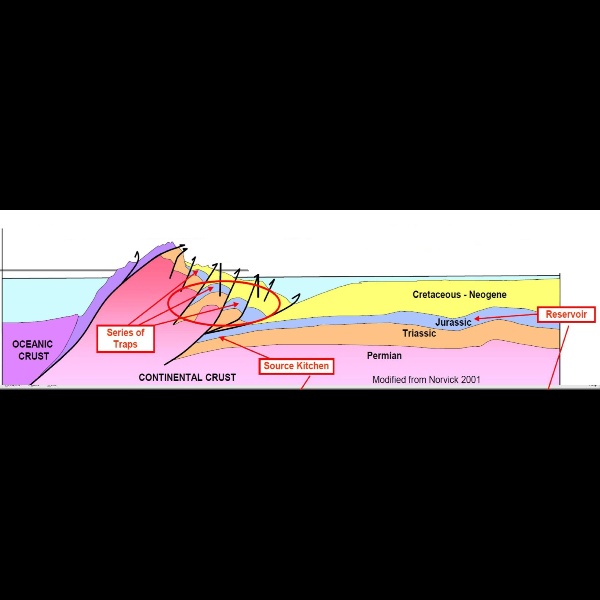 Cretaceous - Neogene
Reservoir
Jurassic
Series of
Traps
Triassic
OCEANIC
CRUST
Permian
Source Kitchen
CONTINENTAL CRUST
Modified from Norvick 2001